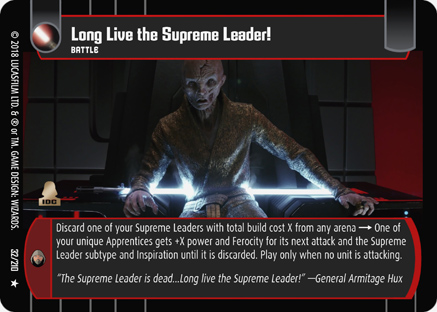 Long Live the Supreme Leader!
BATTLE
© 2018 LUCASFILM LTD. & ® or TM. GAME DESIGN, WIZARDS.
IDC
32/210
Discard one of your Supreme Leaders with total build cost X from any arena → One of
your unique Apprentices gets +X power and Ferocity for its next attack and the Supreme
Leader subtype and Inspiration until it is discarded. Play only when no unit is attacking.
"The Supreme Leader is dead...Long live the Supreme Leader!" —General Armitage Hux